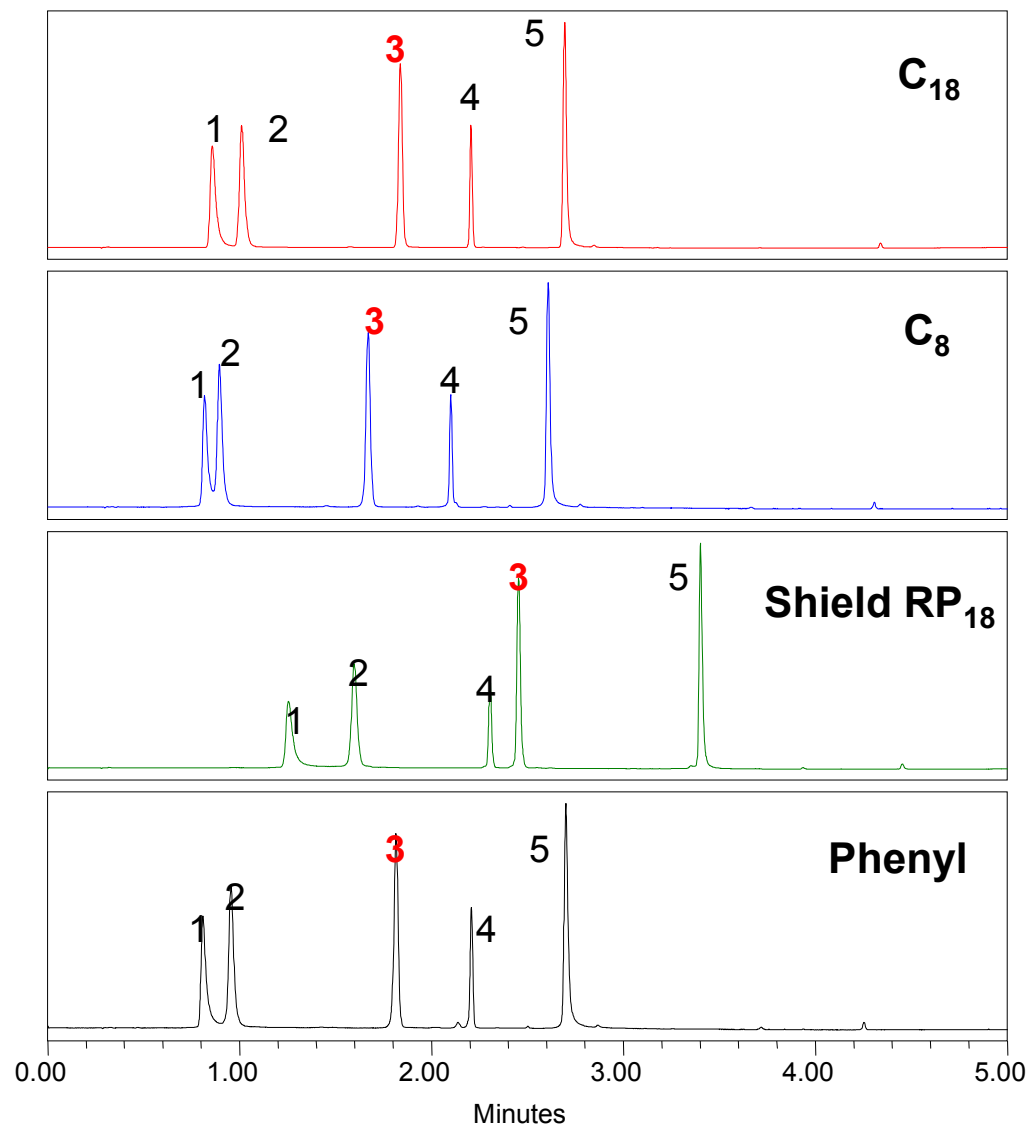 1 2 3 4 5 C₁₈
1 2 3 4 5 C₈
1 2 4 3 5 Shield RP₁₈
1 2 3 4 5 Phenyl
0.00 1.00 2.00 3.00 4.00 5.00
Minutes